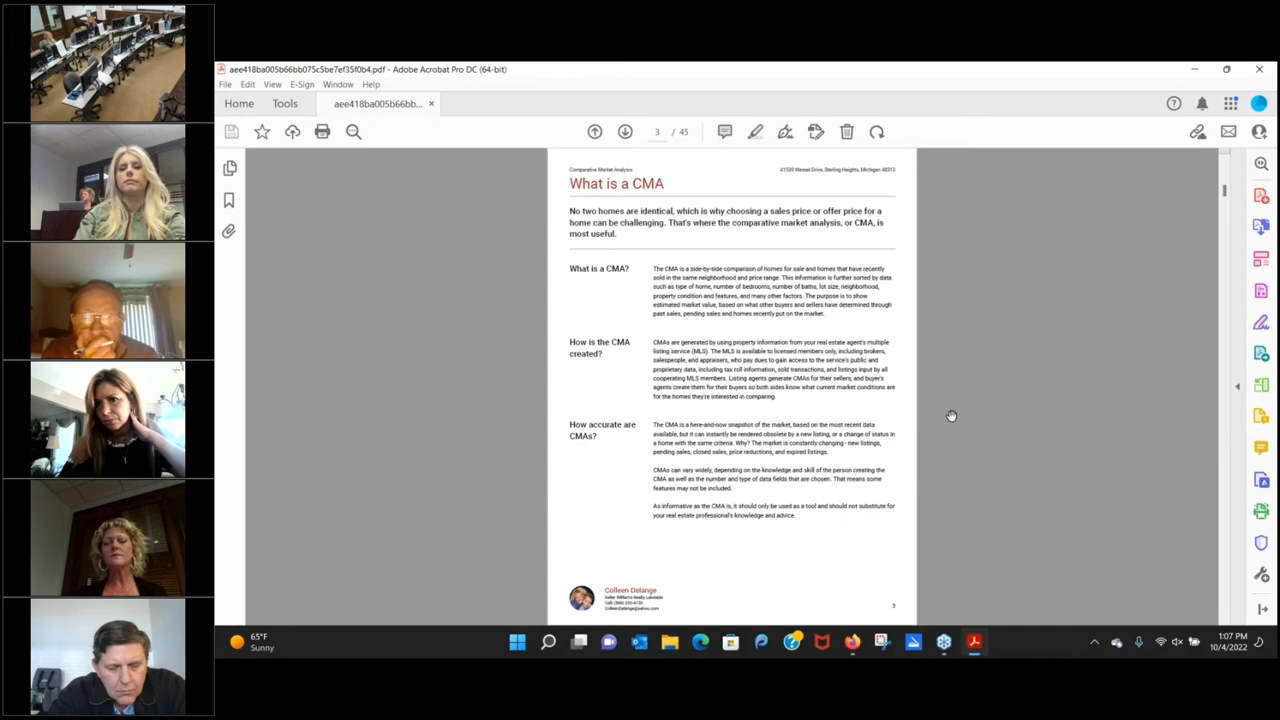 aee418ba005b66bb075c5be7ef35f0b4.pdf - Adobe Acrobat Pro DC (64-bit)
File Edit View E-Sign Window Help
Home Tools aee418ba005b66bb... ×
3 / 45
Comparative Market Analysis 41539 Wessel Drive, Sterling Heights, Michigan 48313
What is a CMA
No two homes are identical, which is why choosing a sales price or offer price for a
home can be challenging. That's where the comparative market analysis, or CMA, is
most useful.
What is a CMA?
The CMA is a side-by-side comparison of homes for sale and homes that have recently
sold in the same neighborhood and price range. This information is further sorted by data
such as type of home, number of bedrooms, number of baths, lot size, neighborhood,
property condition and features, and many other factors. The purpose is to show
estimated market value, based on what other buyers and sellers have determined through
past sales, pending sales and homes recently put on the market.
How is the CMA
created?
CMAs are generated by using property information from your real estate agent's multiple
listing service (MLS). The MLS is available to licensed members only, including brokers,
salespeople, and appraisers, who pay dues to gain access to the service's public and
proprietary data, including tax roll information, sold transactions, and listings input by all
cooperating MLS members. Listing agents generate CMAs for their sellers, and buyer's
agents create them for their buyers so both sides know what current market conditions are
for the homes they're interested in comparing.
How accurate are
CMAs?
The CMA is a here-and-now snapshot of the market, based on the most recent data
available, but it can instantly be rendered obsolete by a new listing, or a change of status in
a home with the same criteria. Why? The market is constantly changing - new listings,
pending sales, closed sales, price reductions, and expired listings.
CMAs can vary widely, depending on the knowledge and skill of the person creating the
CMA as well as the number and type of data fields that are chosen. That means some
features may not be included.
As informative as the CMA is, it should only be used as a tool and should not substitute for
your real estate professional's knowledge and advice.
Colleen Delange
Keller Williams Realty Lakeside
ColleenDelange@yahoo.com
3
65°F
Sunny
1:07 PM
10/4/2022